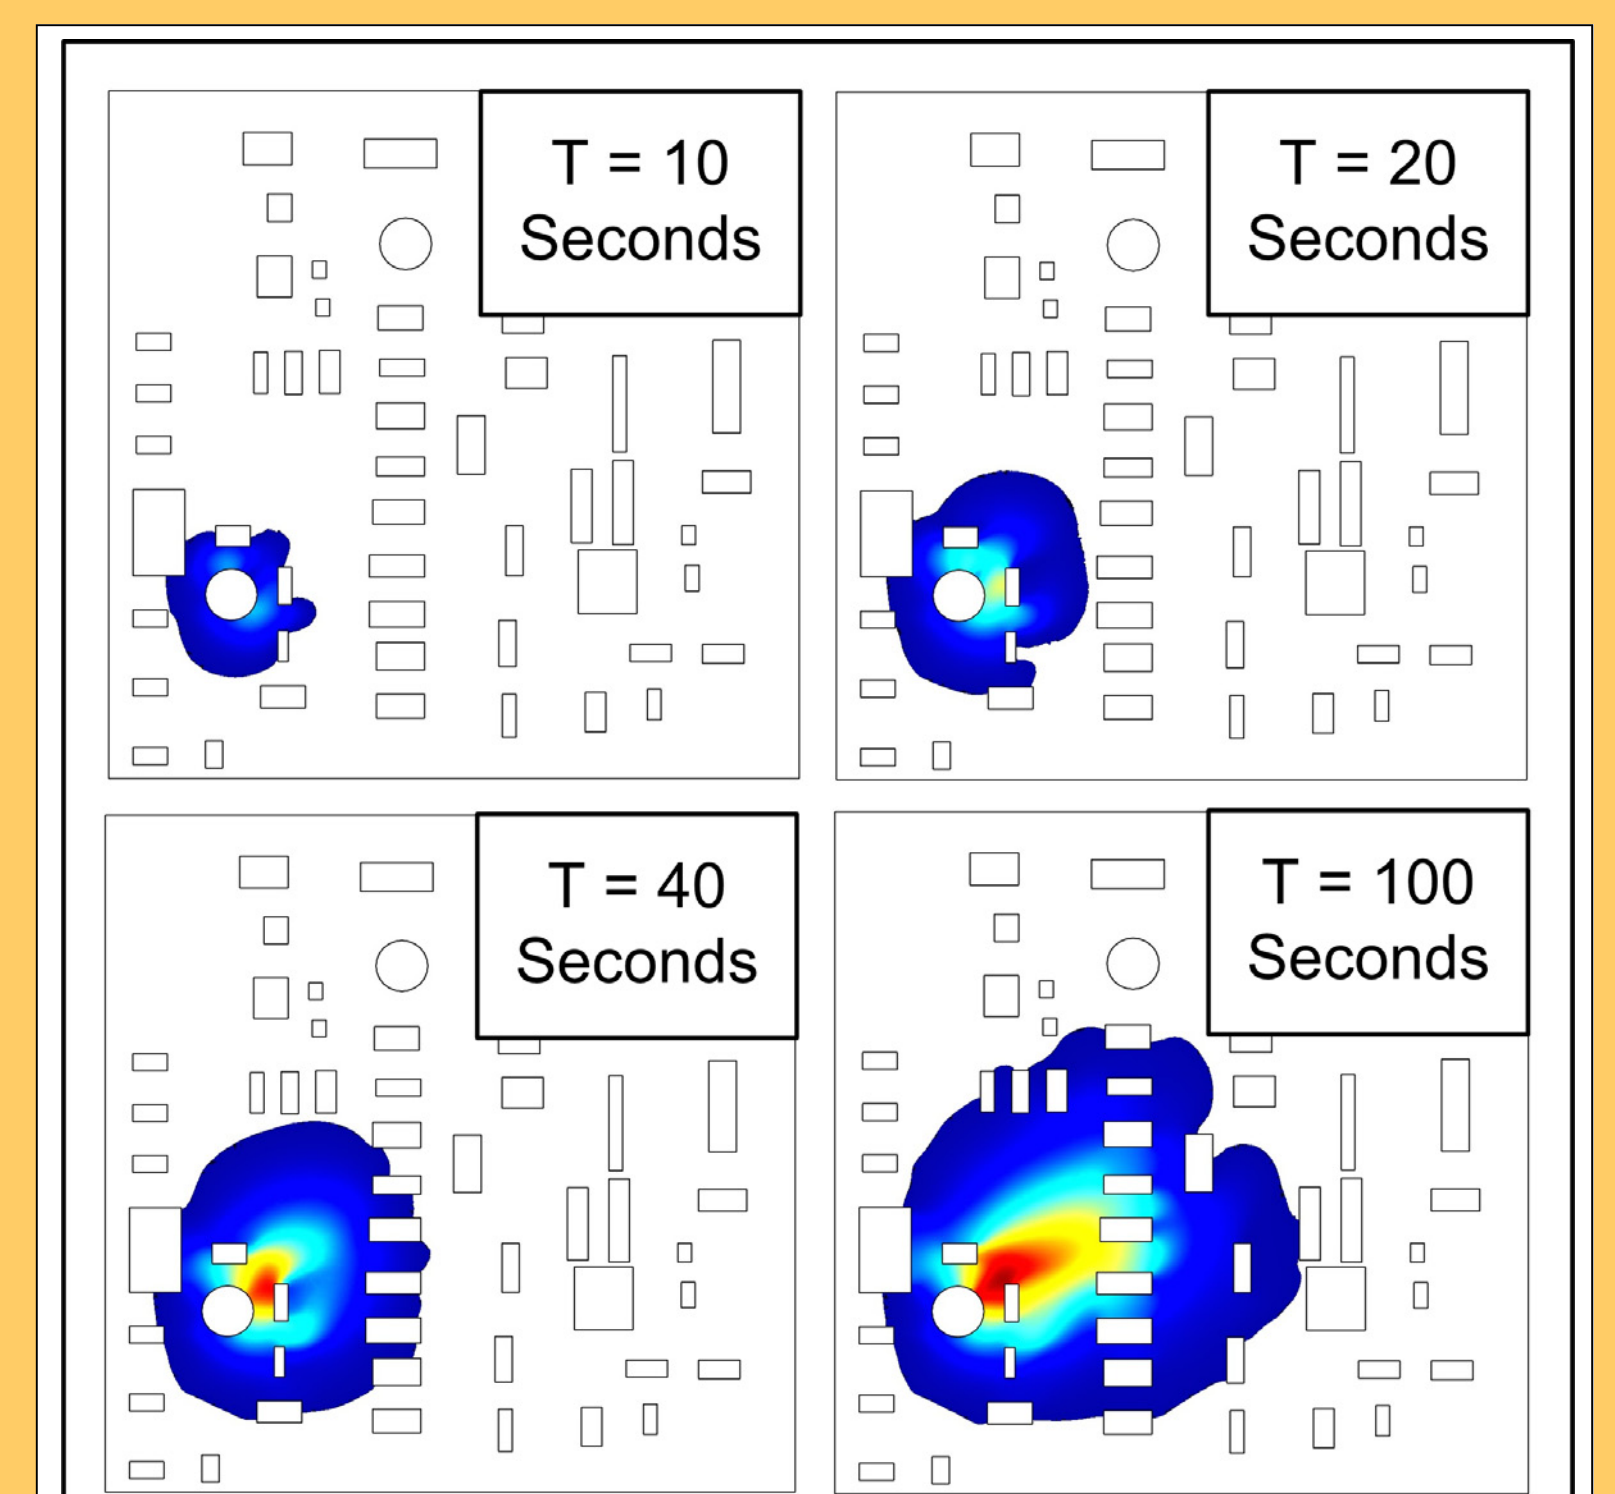 T = 10
Seconds
T = 20
Seconds
T = 40
Seconds
T = 100
Seconds